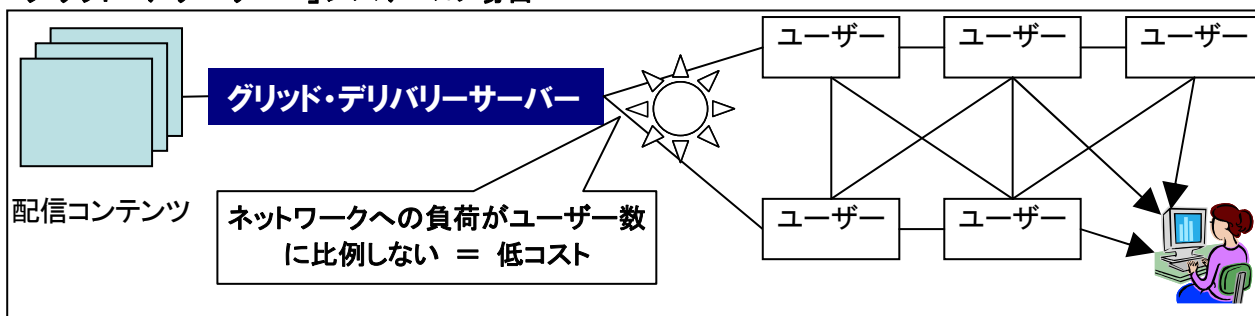 ユーザー
ユーザー
ユーザー
グリッド・デリバリーサーバー
配信コンテンツ
ネットワークへの負荷がユーザー数
に比例しない ＝ 低コスト
ユーザー
ユーザー